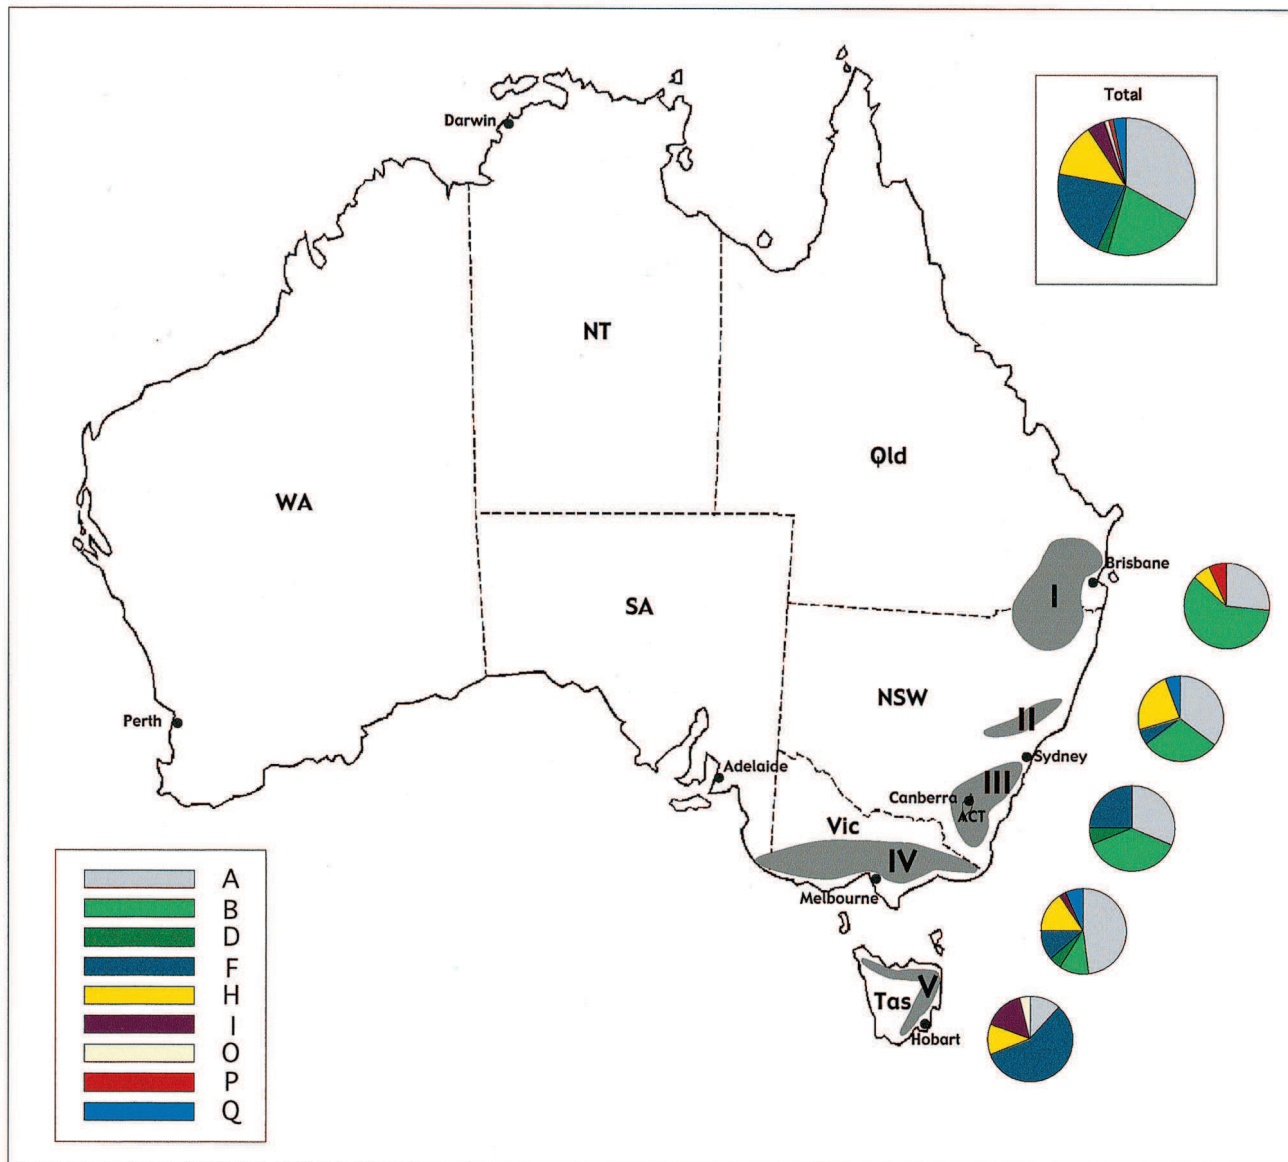 Total
Darwin
NT
Qld
WA
Brisbane
I
SA
NSW
II
Perth
Sydney
Adelaide
III
Canberra
ACT
Vic
IV
Melbourne
V
Tas
Hobart
A
B
D
F
H
I
O
P
Q